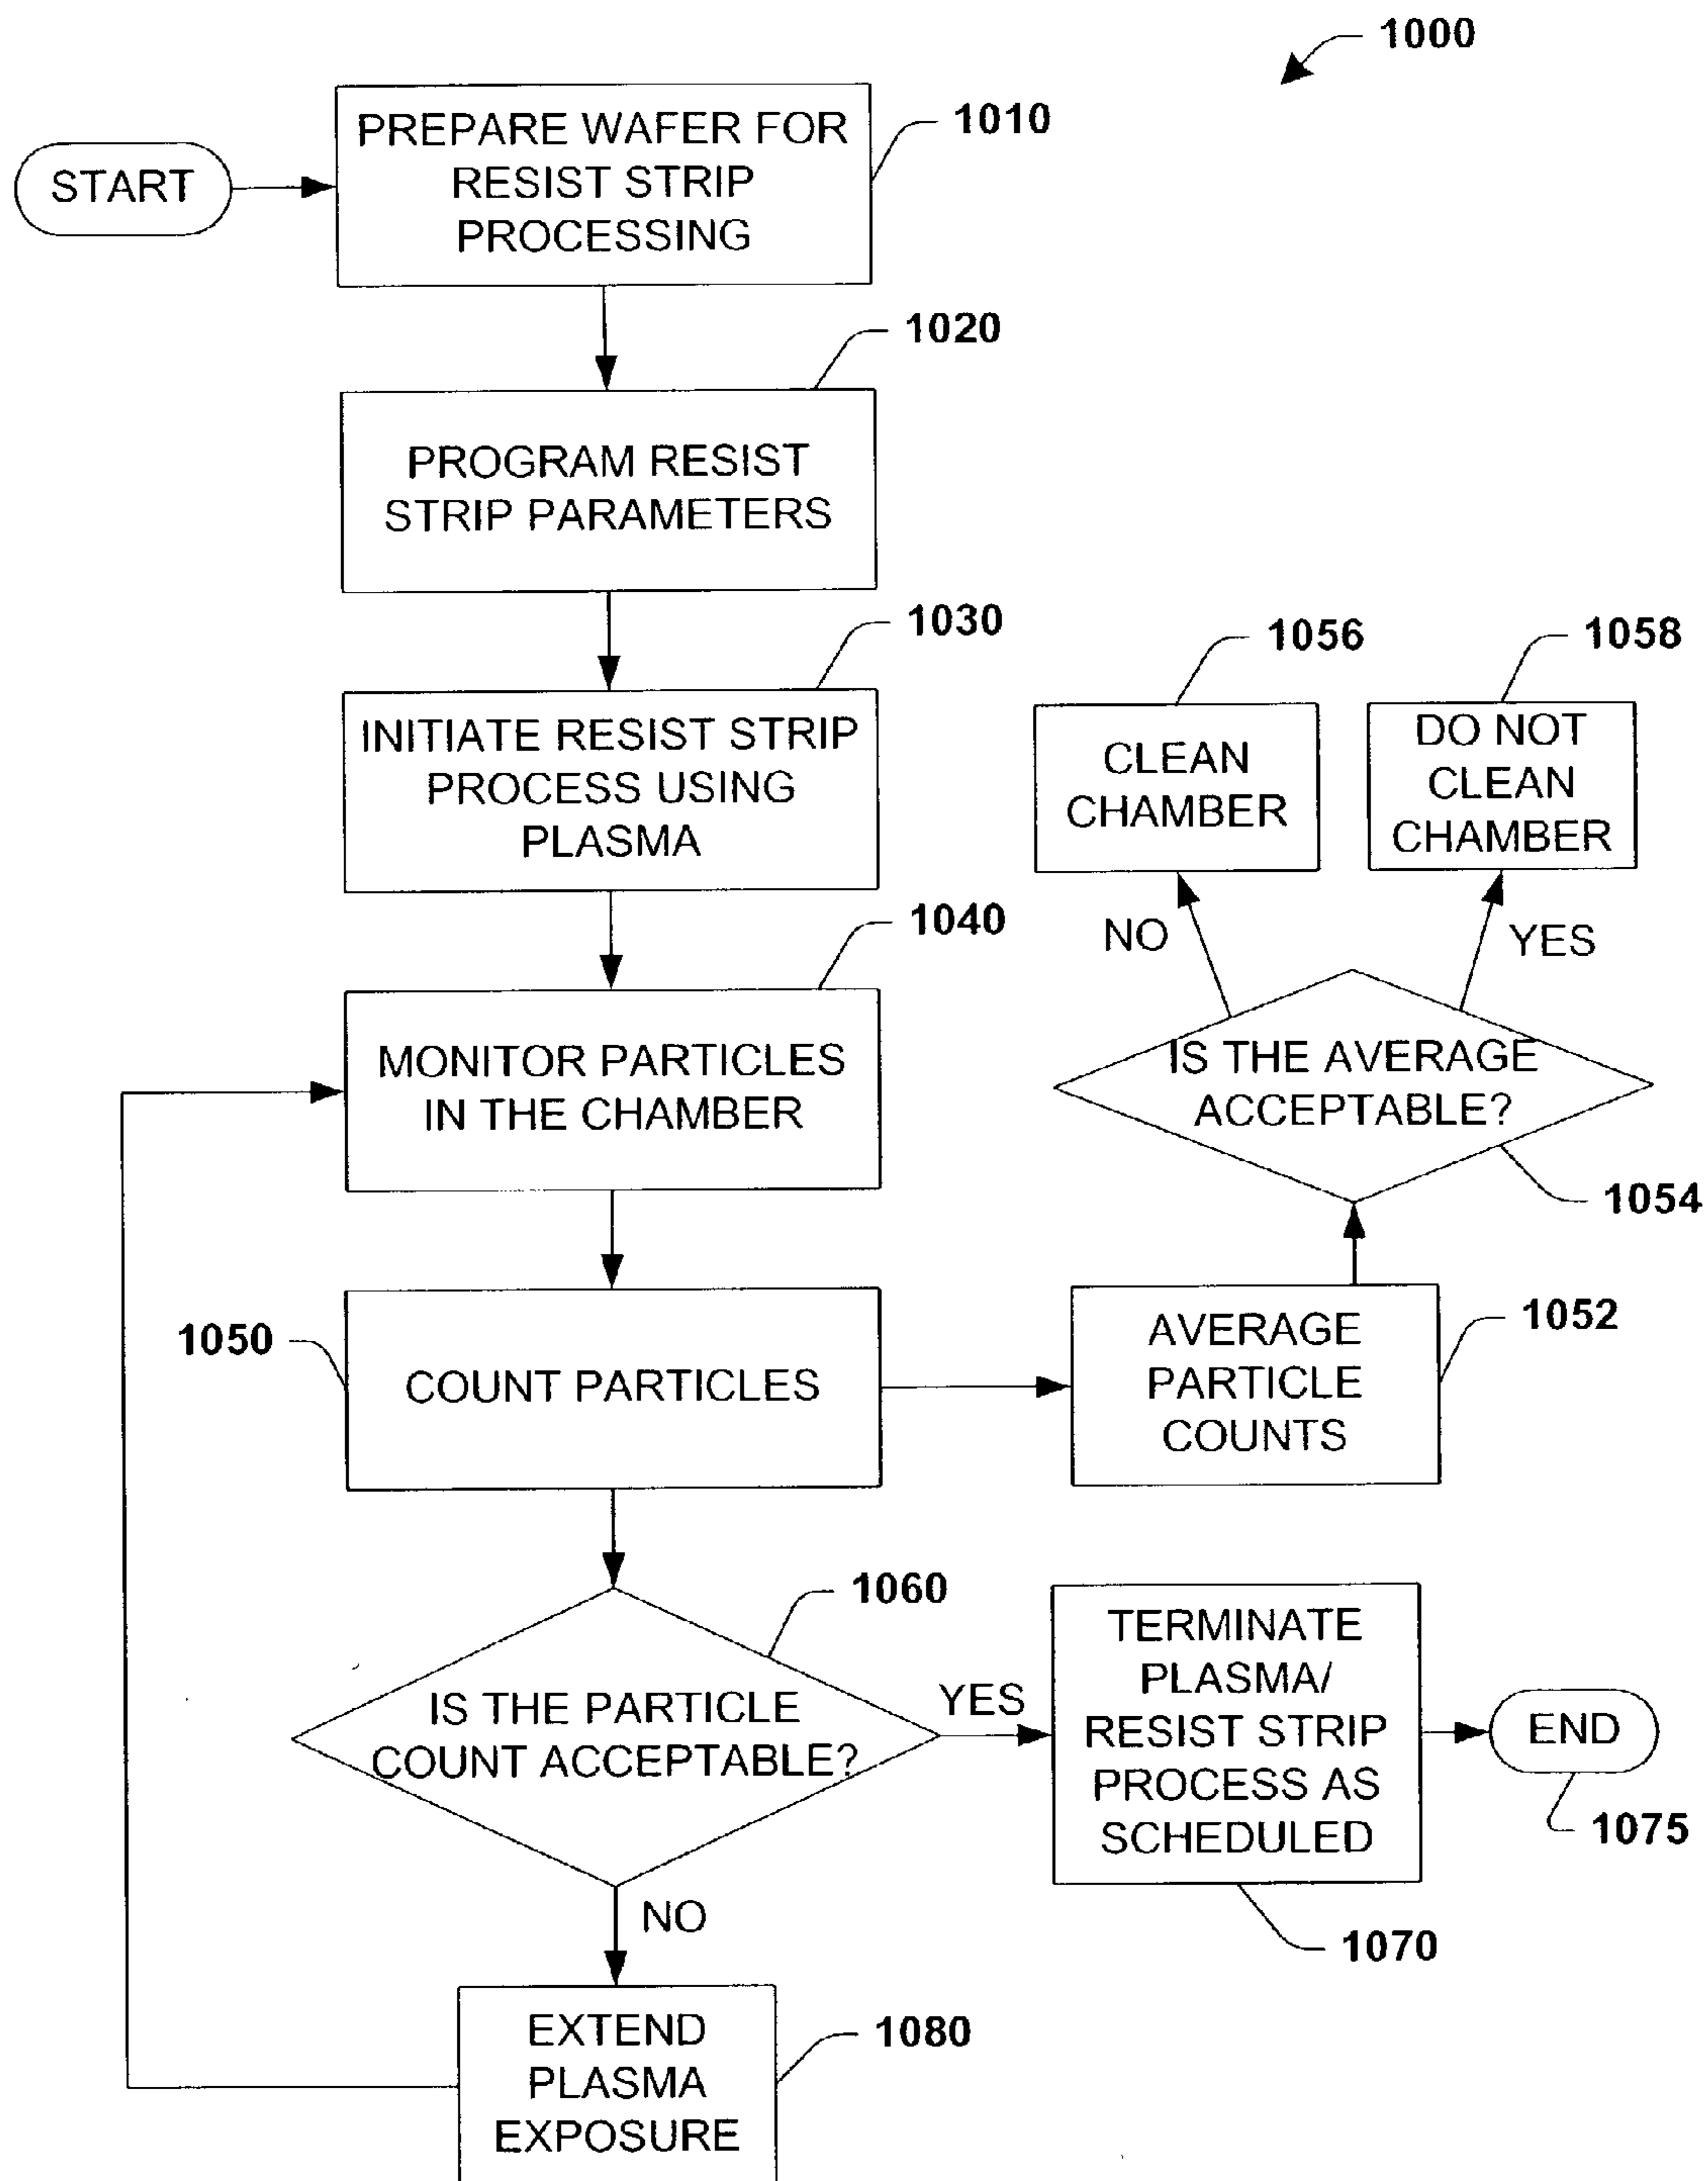 1000
START
PREPARE WAFER FOR
RESIST STRIP
PROCESSING
1010
1020
PROGRAM RESIST
STRIP PARAMETERS
1030
INITIATE RESIST STRIP
PROCESS USING
PLASMA
1040
MONITOR PARTICLES
IN THE CHAMBER
1050
COUNT PARTICLES
1056
CLEAN
CHAMBER
1058
DO NOT
CLEAN
CHAMBER
NO
YES
IS THE AVERAGE
ACCEPTABLE?
1054
AVERAGE
PARTICLE
COUNTS
1052
1060
IS THE PARTICLE
COUNT ACCEPTABLE?
YES
TERMINATE
PLASMA/
RESIST STRIP
PROCESS AS
SCHEDULED
1070
END
1075
NO
EXTEND
PLASMA
EXPOSURE
1080